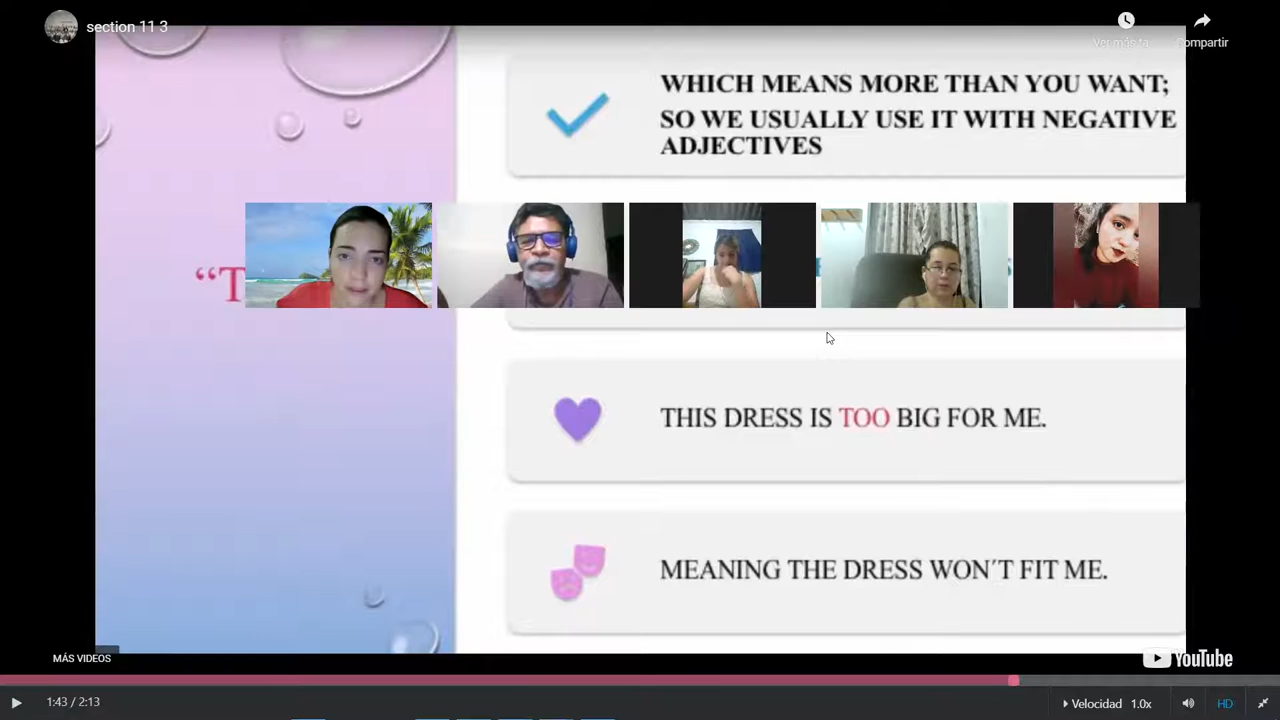 section 11 3
Ver más ta
Compartir
WHICH MEANS MORE THAN YOU WANT;
SO WE USUALLY USE IT WITH NEGATIVE
ADJECTIVES
“T
THIS DRESS IS TOO BIG FOR ME.
MEANING THE DRESS WON´T FIT ME.
MÁS VIDEOS
YouTube
1:43 / 2:13
Velocidad 1.0x
HD